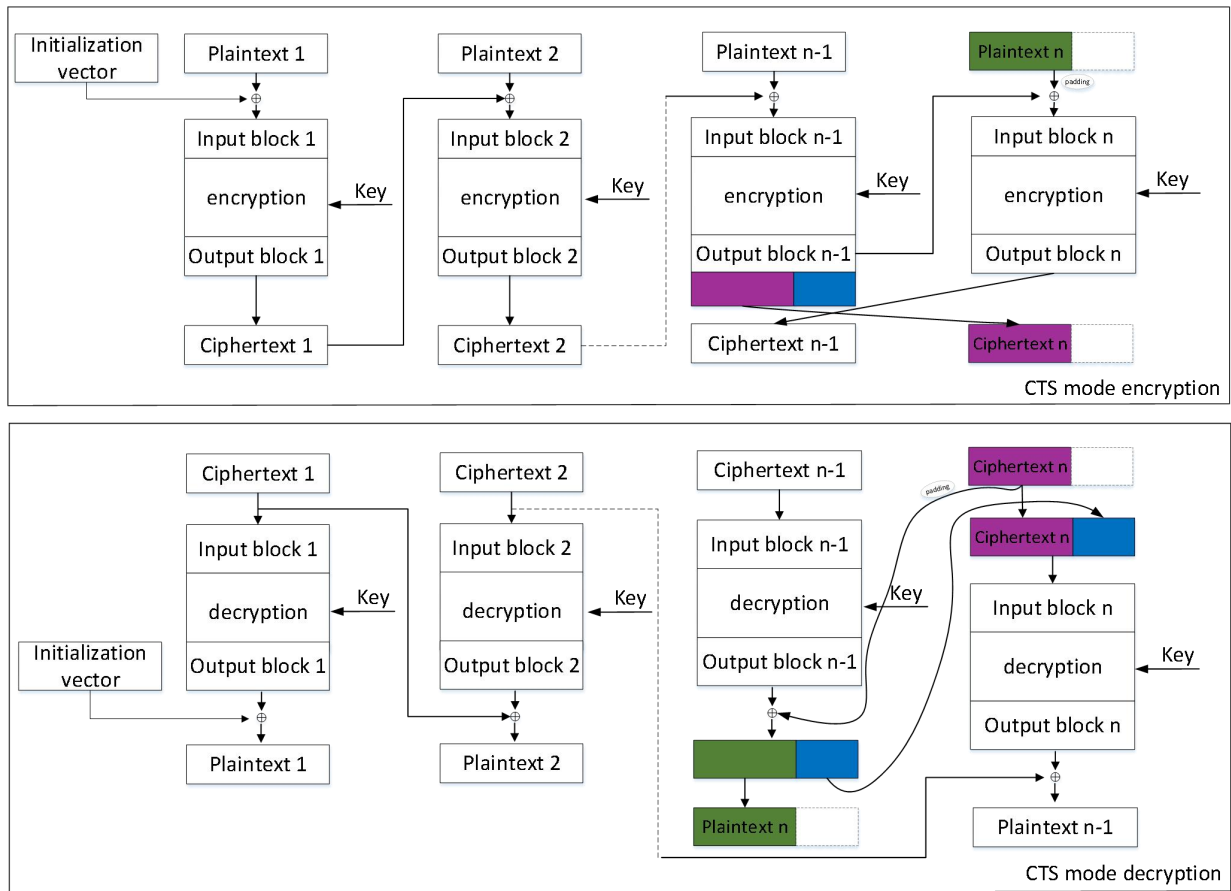 Initialization
vector
Plaintext 1
Plaintext 2
Plaintext n-1
Plaintext n
padding
Input block 1
Input block 2
Input block n-1
Input block n
encryption
Key
encryption
Key
encryption
Key
encryption
Key
Output block 1
Output block 2
Output block n-1
Output block n
Ciphertext 1
Ciphertext 2
Ciphertext n-1
Ciphertext n
CTS mode encryption
Ciphertext 1
Ciphertext 2
Ciphertext n-1
Ciphertext n
padding
Ciphertext n
Input block 1
Input block 2
Input block n-1
Input block n
decryption
Key
decryption
Key
decryption
Key
decryption
Key
Initialization
vector
Output block 1
Output block 2
Output block n-1
Output block n
Plaintext 1
Plaintext 2
Plaintext n
Plaintext n-1
CTS mode decryption